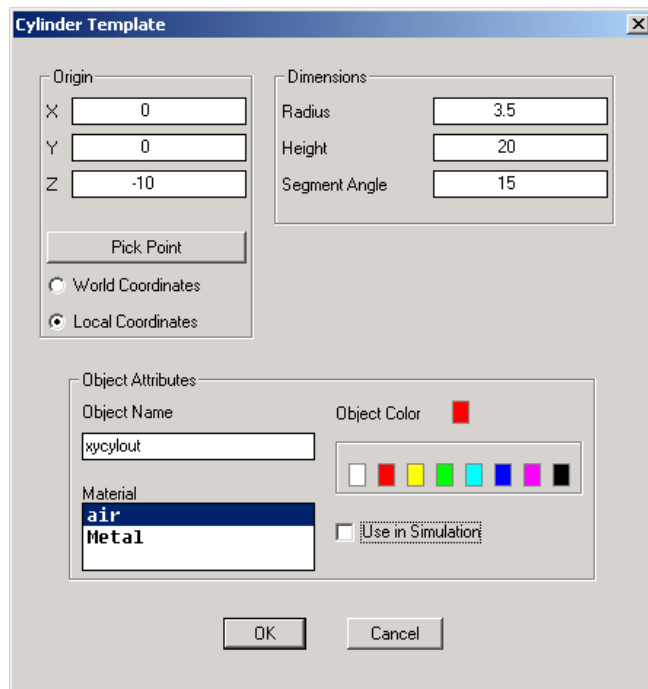 Cylinder Template
Origin
X 0
Y 0
Z -10
Pick Point
World Coordinates
Local Coordinates
Dimensions
Radius 3.5
Height 20
Segment Angle 15
Object Attributes
Object Name
xycylout
Material
air
Metal
Object Color
Use in Simulation
OK
Cancel